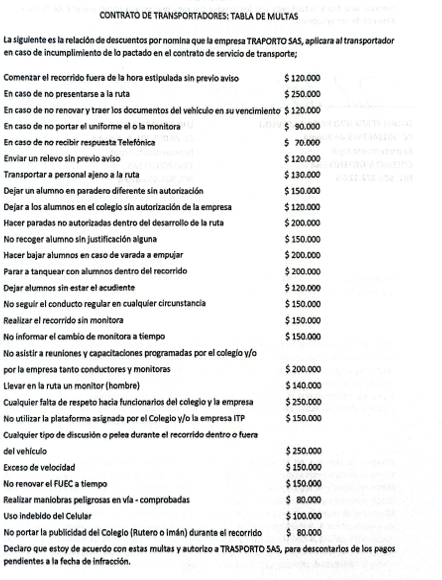 CONTRATO DE TRANSPORTADORES: TABLA DE MULTAS
La siguiente es la relación de descuentos por nomina que la empresa TRAPORTO SAS, aplicara al transportador
en caso de incumplimiento de lo pactado en el contrato de servicio de transporte;
Comenzar el recorrido fuera de la hora estipulada sin previo aviso $ 120.000
En caso de no presentarse a la ruta $ 250.000
En caso de no renovar y traer los documentos del vehículo en su vencimiento $ 120.000
En caso de no portar el uniforme el o la monitora $ 90.000
En caso de no recibir respuesta Telefónica $ 70.000
Enviar un relevo sin previo aviso $ 120.000
Transportar a personal ajeno a la ruta $ 130.000
Dejar un alumno en paradero diferente sin autorización $ 150.000
Dejar a los alumnos en el colegio sin autorización de la empresa $ 120.000
Hacer paradas no autorizadas dentro del desarrollo de la ruta $ 200.000
No recoger alumno sin justificación alguna $ 150.000
Hacer bajar alumnos en caso de varada a empujar $ 200.000
Parar a tanquear con alumnos dentro del recorrido $ 200.000
Dejar alumnos sin estar el acudiente $ 120.000
No seguir el conducto regular en cualquier circunstancia $ 150.000
Realizar el recorrido sin monitora $ 150.000
No informar el cambio de monitora a tiempo $ 150.000
No asistir a reuniones y capacitaciones programadas por el colegio y/o
por la empresa tanto conductores y monitoras $ 200.000
Llevar en la ruta un monitor (hombre) $ 140.000
Cualquier falta de respeto hacia funcionarios del colegio y la empresa $ 250.000
No utilizar la plataforma asignada por el Colegio y/o la empresa ITP $ 150.000
Cualquier tipo de discusión o pelea durante el recorrido dentro o fuera
del vehículo $ 250.000
Exceso de velocidad $ 150.000
No renovar el FUEC a tiempo $ 150.000
Realizar maniobras peligrosas en vía - comprobadas $ 80.000
Uso indebido del Celular $ 100.000
No portar la publicidad del Colegio (Rutero o imán) durante el recorrido $ 80.000
Declaro que estoy de acuerdo con estas multas y autorizo a TRASPORTO SAS, para descontarlos de los pagos
pendientes a la fecha de infracción.